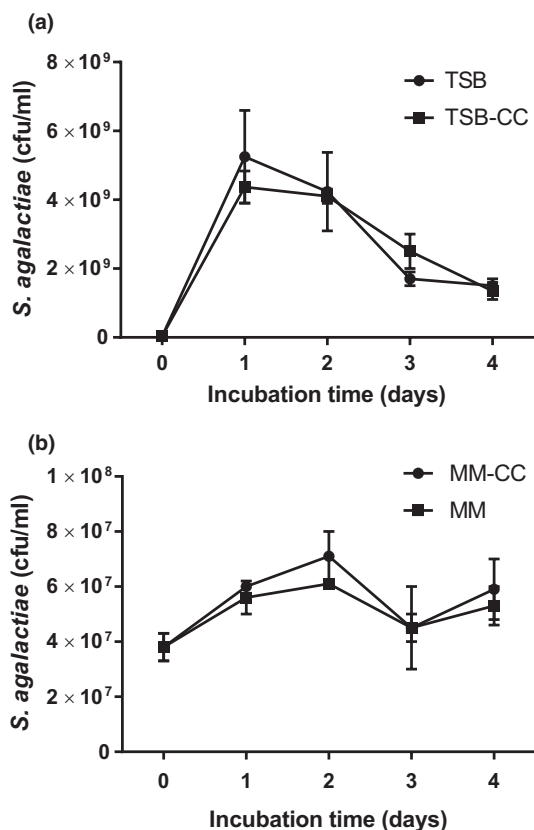 (a)
S. agalactiae (cfu/ml)
8 × 10⁹
6 × 10⁹
4 × 10⁹
2 × 10⁹
0
TSB
TSB-CC
0 1 2 3 4
Incubation time (days)
(b)
S. agalactiae (cfu/ml)
1 × 10⁸
8 × 10⁷
6 × 10⁷
4 × 10⁷
2 × 10⁷
0
MM-CC
MM
0 1 2 3 4
Incubation time (days)